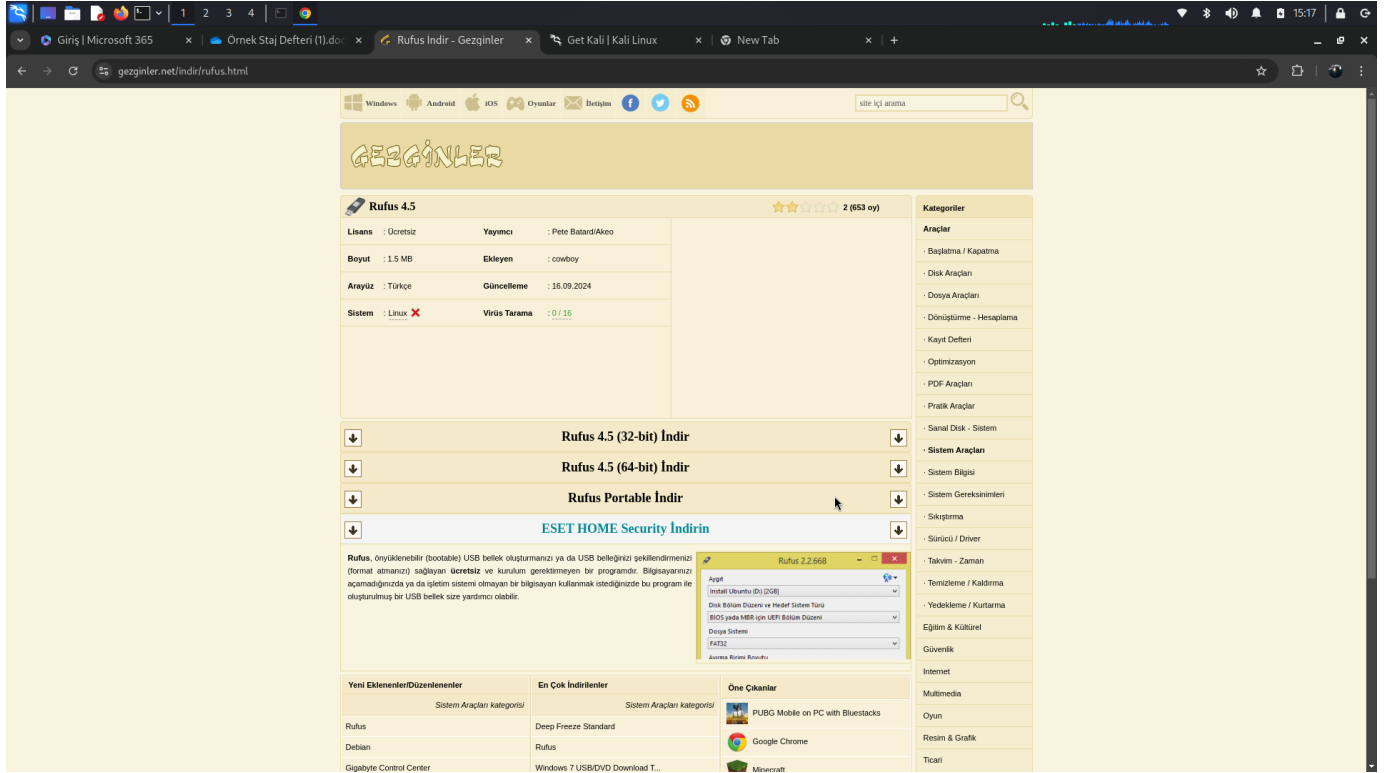 1 2 3 4
15:17
Giriş | Microsoft 365
Örnek Staj Defteri (1).doc
Rufus İndir - Gezginler
Get Kali | Kali Linux
New Tab
gezginler.net/indir/rufus.html
Windows Android iOS Oyunlar İletişim
site içi arama
GEZGİNLER
Rufus 4.5
2 (653 oy)
Lisans : Ücretsiz Yayımcı : Pete Batard/Akeo
Boyut : 1.5 MB Ekleyen : cowboy
Arayüz : Türkçe Güncelleme : 16.09.2024
Sistem : Linux Virüs Tarama : 0 / 16
Rufus 4.5 (32-bit) İndir
Rufus 4.5 (64-bit) İndir
Rufus Portable İndir
ESET HOME Security İndirin
Rufus, önyüklenebilir (bootable) USB bellek oluşturmanızı ya da USB belleğinizi şekillendirmenizi
(format atmanızı) sağlayan ücretsiz ve kurulum gerektirmeyen bir programdır. Bilgisayarınızı
açamadığınızda ya da işletim sistemi olmayan bir bilgisayarı kullanmak istediğinizde bu program ile
oluşturulmuş bir USB bellek size yardımcı olabilir.
Rufus 2.2.668
Aygıt
Install Ubuntu (D:) [2GB]
Disk Bölüm Düzeni ve Hedef Sistem Türü
BIOS yada MBR için UEFI Bölüm Düzeni
Dosya Sistemi
FAT32
Ayırma Birimi Boyutu
Yeni Eklenenler/Düzenlenenler
Sistem Araçları kategorisi
Rufus
Debian
Gigabyte Control Center
En Çok İndirilenler
Sistem Araçları kategorisi
Deep Freeze Standard
Rufus
Windows 7 USB/DVD Download T...
Öne Çıkanlar
PUBG Mobile on PC with Bluestacks
Google Chrome
Minecraft
Kategoriler
Araçlar
· Başlatma / Kapatma
· Disk Araçları
· Dosya Araçları
· Dönüştürme - Hesaplama
· Kayıt Defteri
· Optimizasyon
· PDF Araçları
· Pratik Araçlar
· Sanal Disk - Sistem
· Sistem Araçları
· Sistem Bilgisi
· Sistem Gereksinimleri
· Sıkıştırma
· Sürücü / Driver
· Takvim - Zaman
· Temizleme / Kaldırma
· Yedekleme / Kurtarma
Eğitim & Kültürel
Güvenlik
Internet
Multimedia
Oyun
Resim & Grafik
Ticari